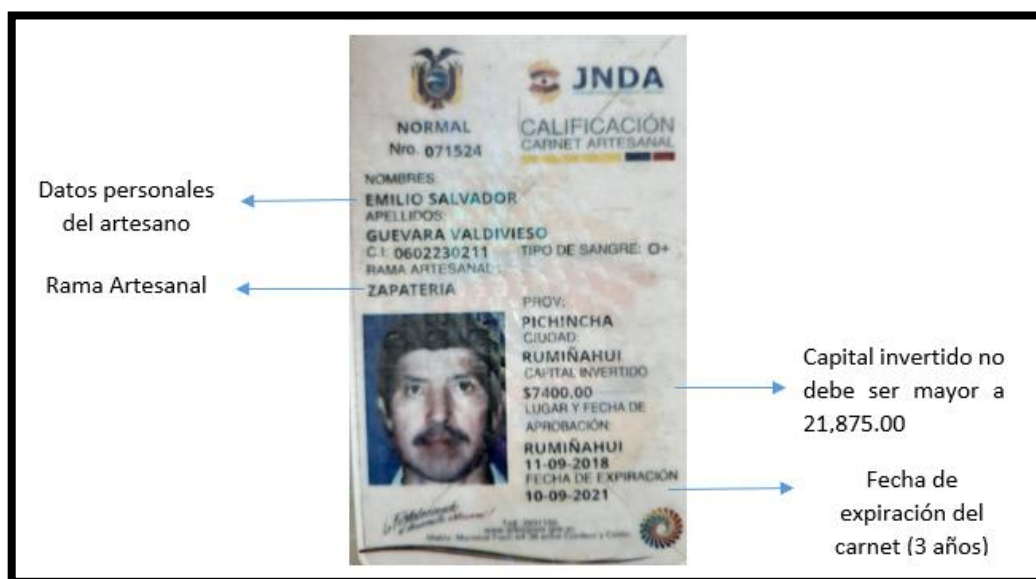 JNDA
NORMAL
Nro. 071524
CALIFICACIÓN
CARNET ARTESANAL
NOMBRES:
EMILIO SALVADOR
APELLIDOS:
GUEVARA VALDIVIESO
C.I: 0602230211 TIPO DE SANGRE: O+
RAMA ARTESANAL:
ZAPATERIA
PROV:
PICHINCHA
CIUDAD:
RUMIÑAHUI
CAPITAL INVERTIDO
$7400.00
LUGAR Y FECHA DE
APROBACIÓN:
RUMIÑAHUI
11-09-2018
FECHA DE EXPIRACIÓN
10-09-2021
Datos personales
del artesano
Rama Artesanal
Capital invertido no
debe ser mayor a
21,875.00
Fecha de
expiración del
carnet (3 años)